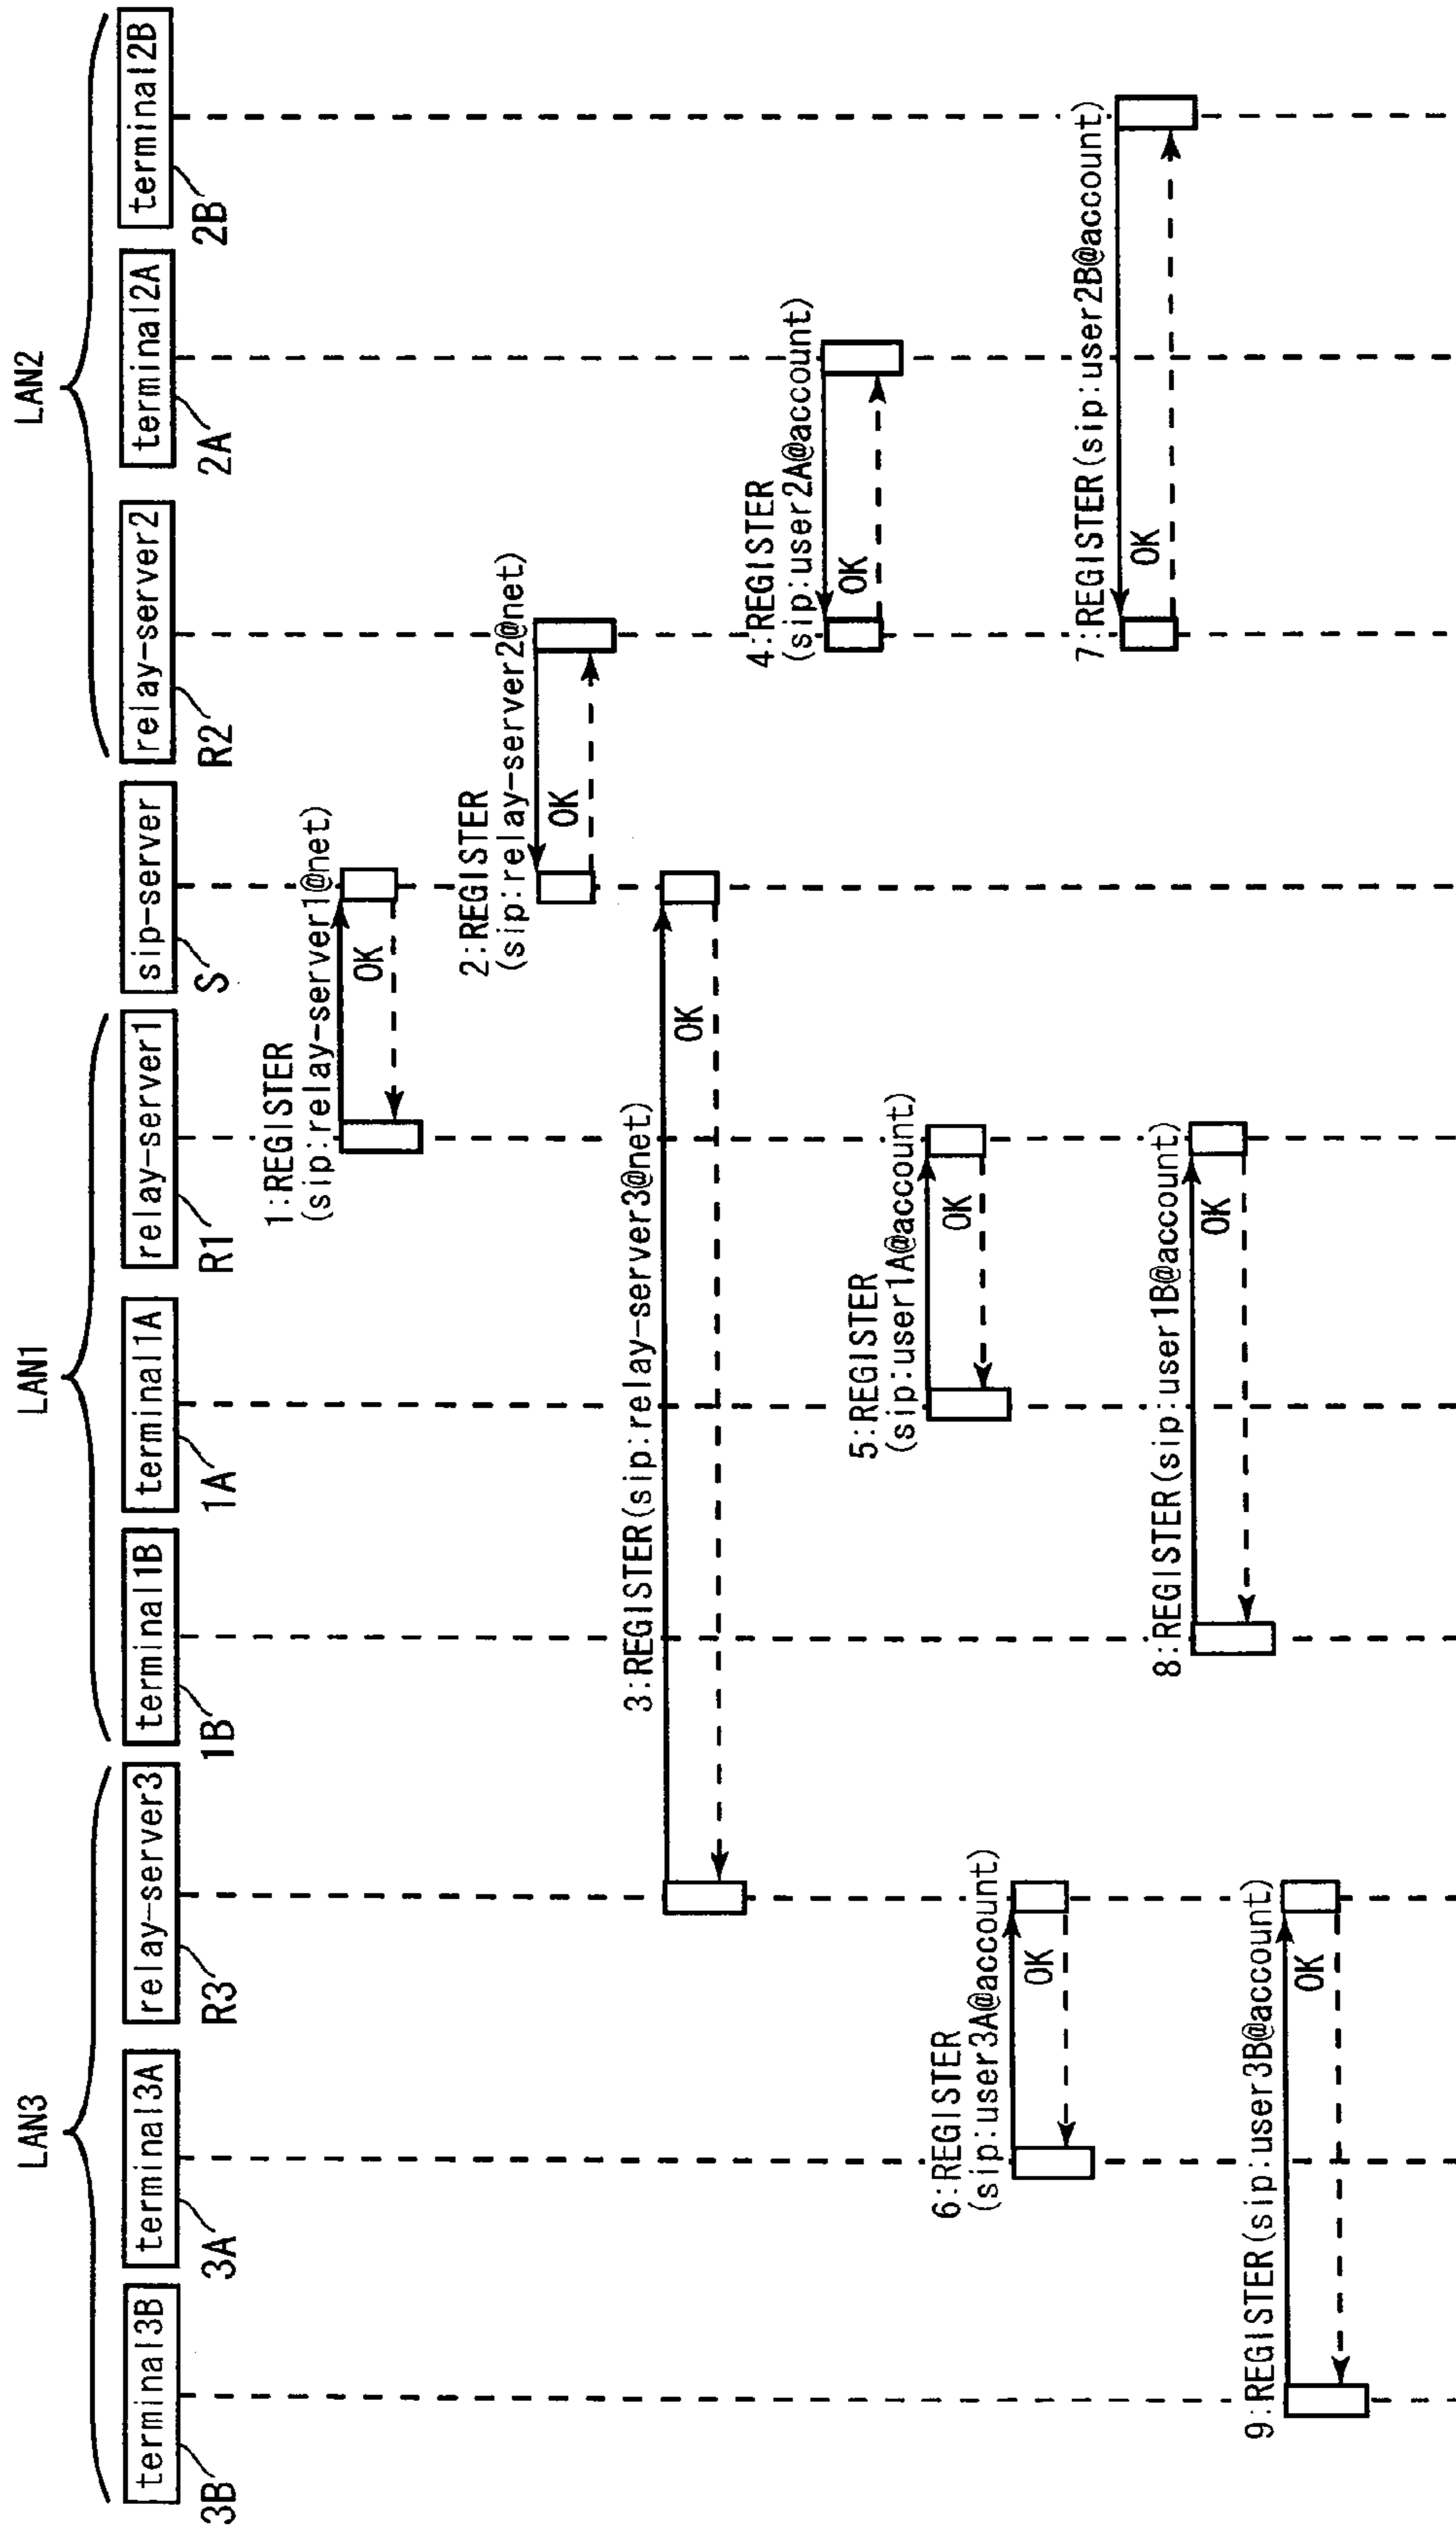 LAN3
LAN1
LAN2
terminal3B
terminal3A
relay-server3
terminal1B
terminal1A
relay-server1
sip-server
relay-server2
terminal2A
terminal2B
3B
3A
R3
1B
1A
R1
S
R2
2A
2B
1:REGISTER
(sip:relay-server1@net)
OK
2:REGISTER
(sip:relay-server2@net)
OK
3:REGISTER(sip:relay-server3@net)
OK
4:REGISTER
(sip:user2A@account)
OK
5:REGISTER
(sip:user1A@account)
OK
6:REGISTER
(sip:user3A@account)
OK
7:REGISTER(sip:user2B@account)
OK
8:REGISTER(sip:user1B@account)
OK
9:REGISTER(sip:user3B@account)
OK